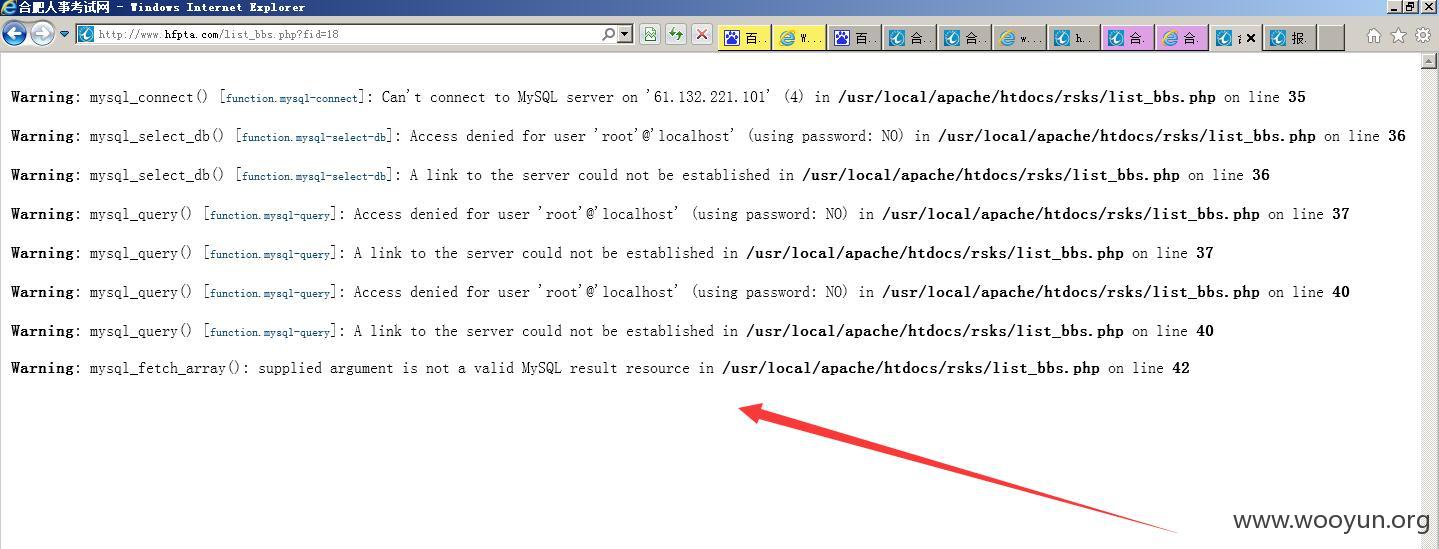 合肥人事考试网 - Windows Internet Explorer
http://www.hfpta.com/list_bbs.php?fid=18
百.. W... 百.. 合.. 合.. w... h... 合. 合. 报.
Warning: mysql_connect() [function.mysql-connect]: Can't connect to MySQL server on '61.132.221.101' (4) in /usr/local/apache/htdocs/rsks/list_bbs.php on line 35
Warning: mysql_select_db() [function.mysql-select-db]: Access denied for user 'root'@'localhost' (using password: NO) in /usr/local/apache/htdocs/rsks/list_bbs.php on line 36
Warning: mysql_select_db() [function.mysql-select-db]: A link to the server could not be established in /usr/local/apache/htdocs/rsks/list_bbs.php on line 36
Warning: mysql_query() [function.mysql-query]: Access denied for user 'root'@'localhost' (using password: NO) in /usr/local/apache/htdocs/rsks/list_bbs.php on line 37
Warning: mysql_query() [function.mysql-query]: A link to the server could not be established in /usr/local/apache/htdocs/rsks/list_bbs.php on line 37
Warning: mysql_query() [function.mysql-query]: Access denied for user 'root'@'localhost' (using password: NO) in /usr/local/apache/htdocs/rsks/list_bbs.php on line 40
Warning: mysql_query() [function.mysql-query]: A link to the server could not be established in /usr/local/apache/htdocs/rsks/list_bbs.php on line 40
Warning: mysql_fetch_array(): supplied argument is not a valid MySQL result resource in /usr/local/apache/htdocs/rsks/list_bbs.php on line 42
www.wooyun.org